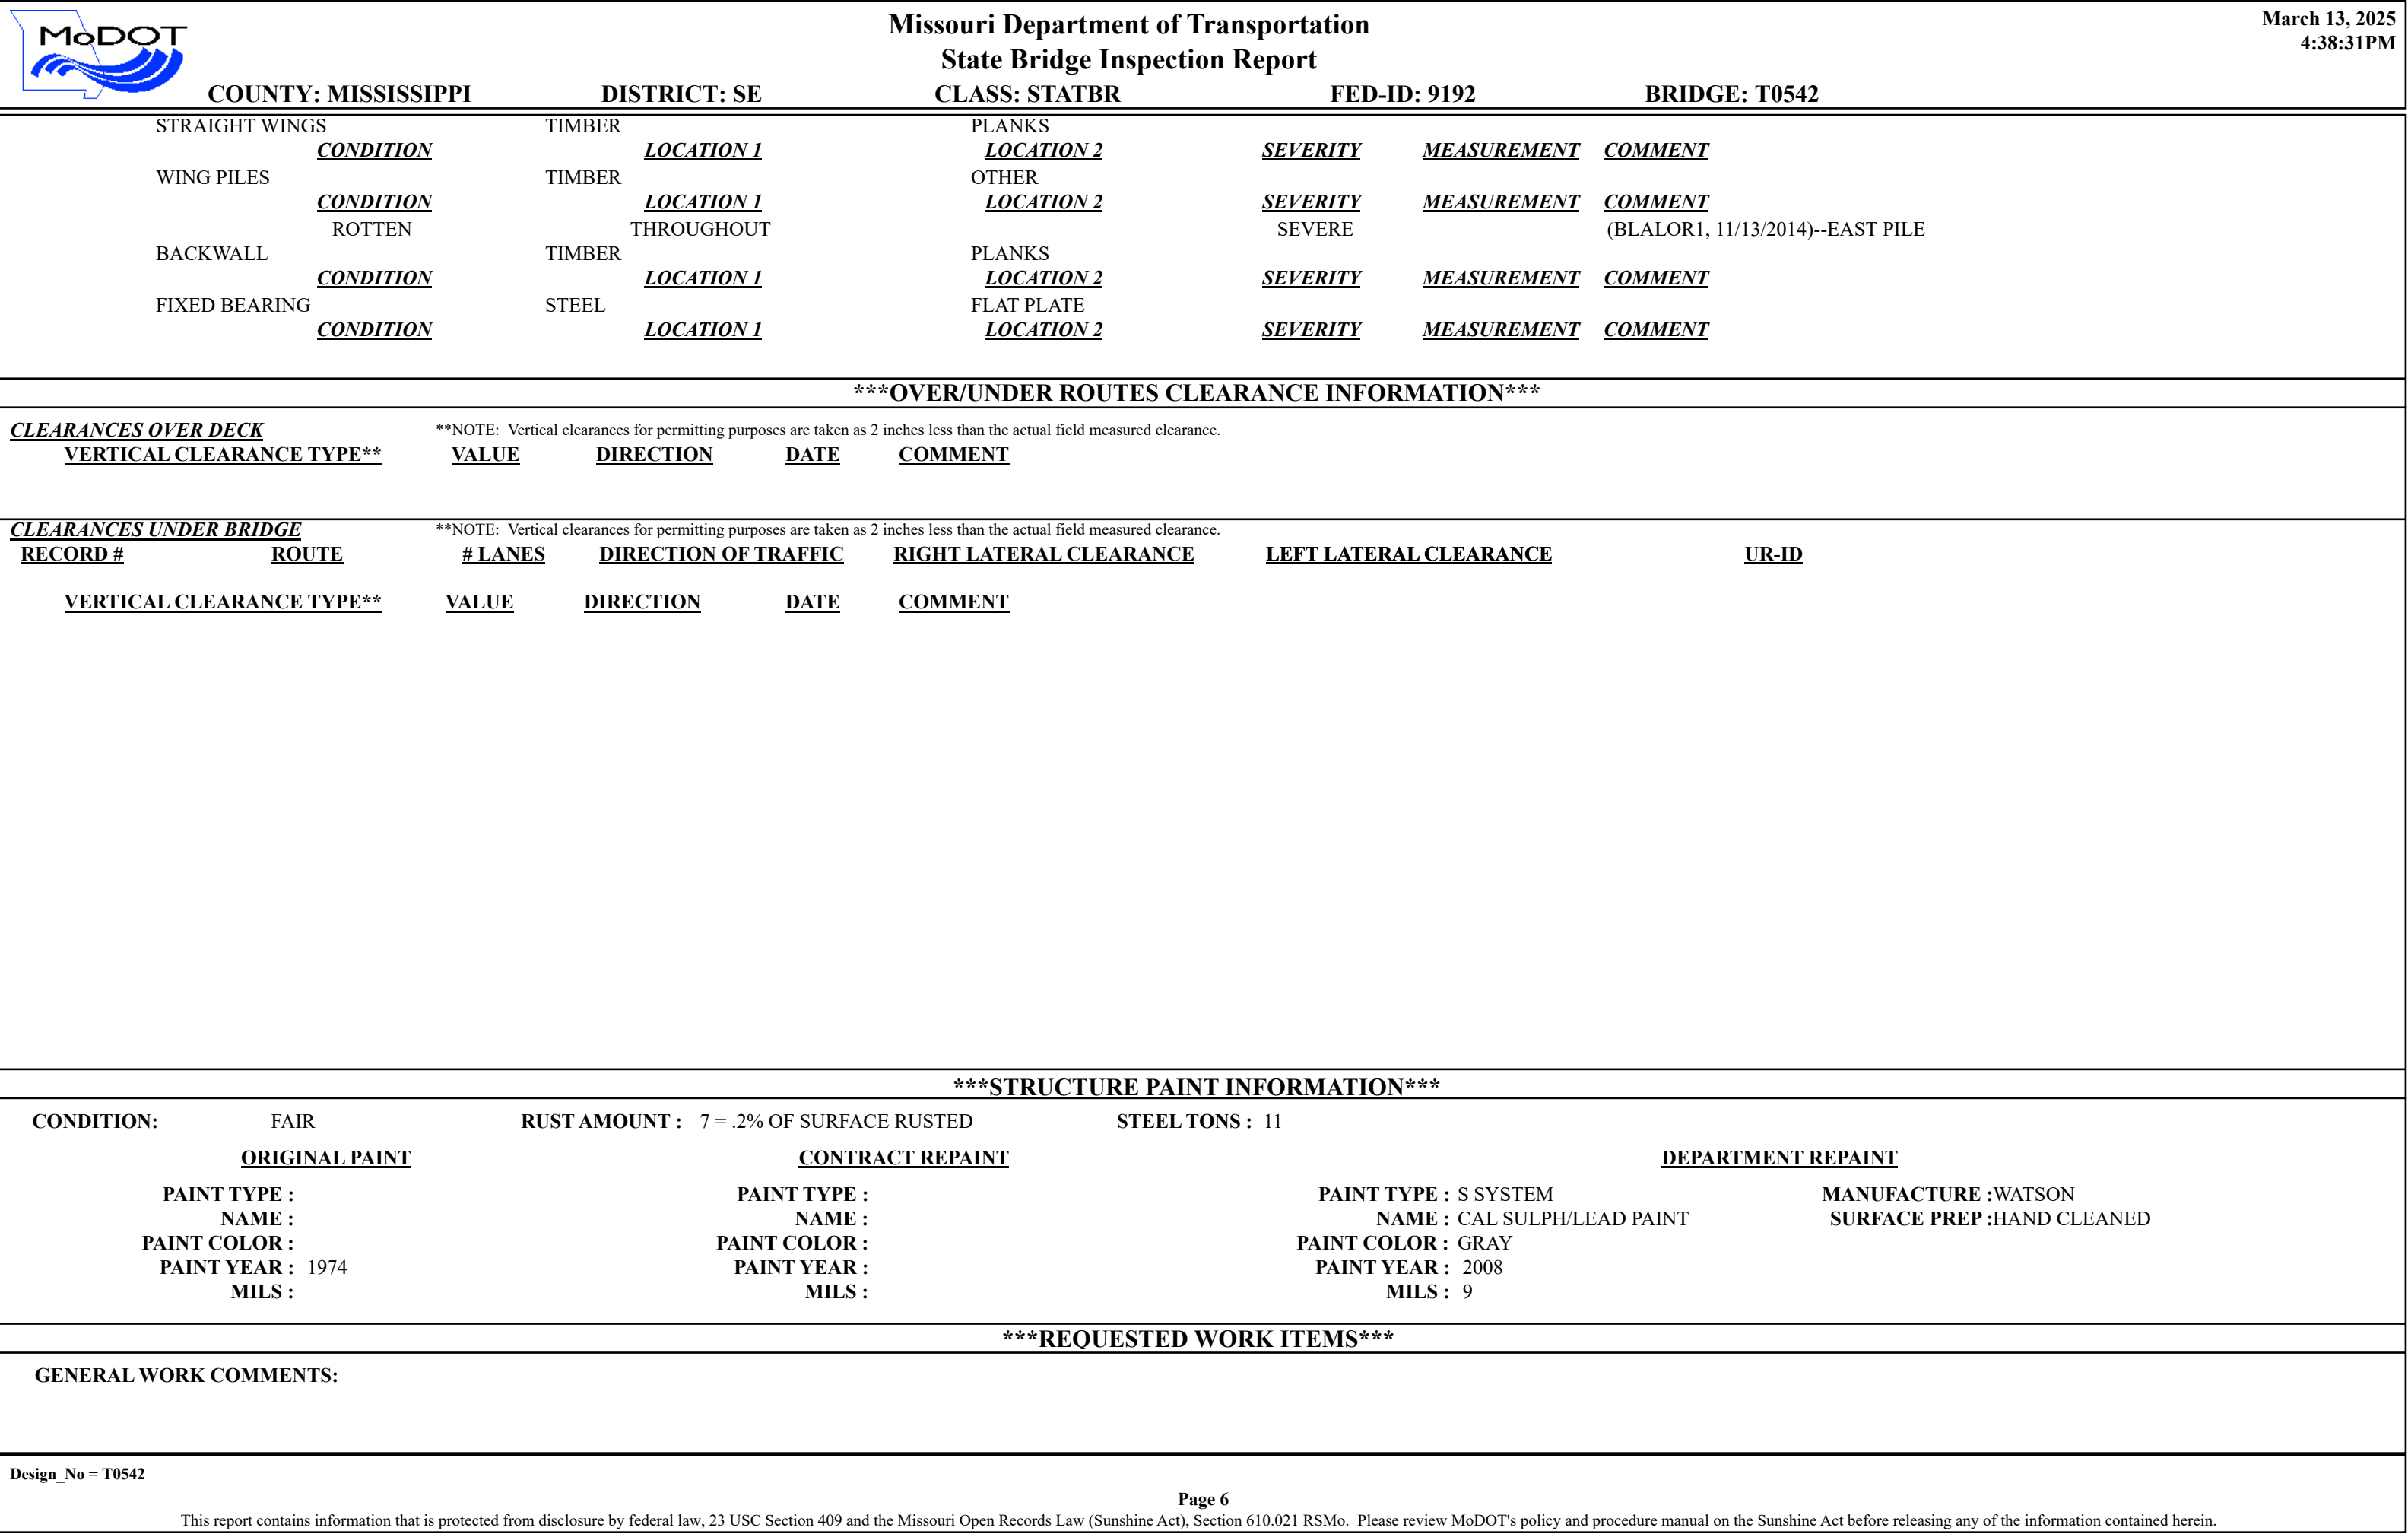 MoDOT
Missouri Department of Transportation
State Bridge Inspection Report
March 13, 2025
4:38:31PM
COUNTY: MISSISSIPPI DISTRICT: SE CLASS: STATBR FED-ID: 9192 BRIDGE: T0542
STRAIGHT WINGS TIMBER PLANKS
CONDITION LOCATION 1 LOCATION 2 SEVERITY MEASUREMENT COMMENT
WING PILES TIMBER OTHER
CONDITION LOCATION 1 LOCATION 2 SEVERITY MEASUREMENT COMMENT
ROTTEN THROUGHOUT SEVERE (BLALOR1, 11/13/2014)--EAST PILE
BACKWALL TIMBER PLANKS
CONDITION LOCATION 1 LOCATION 2 SEVERITY MEASUREMENT COMMENT
FIXED BEARING STEEL FLAT PLATE
CONDITION LOCATION 1 LOCATION 2 SEVERITY MEASUREMENT COMMENT
***OVER/UNDER ROUTES CLEARANCE INFORMATION***
CLEARANCES OVER DECK **NOTE: Vertical clearances for permitting purposes are taken as 2 inches less than the actual field measured clearance.
VERTICAL CLEARANCE TYPE** VALUE DIRECTION DATE COMMENT
CLEARANCES UNDER BRIDGE **NOTE: Vertical clearances for permitting purposes are taken as 2 inches less than the actual field measured clearance.
RECORD # ROUTE # LANES DIRECTION OF TRAFFIC RIGHT LATERAL CLEARANCE LEFT LATERAL CLEARANCE UR-ID
VERTICAL CLEARANCE TYPE** VALUE DIRECTION DATE COMMENT
***STRUCTURE PAINT INFORMATION***
CONDITION: FAIR RUST AMOUNT : 7 = .2% OF SURFACE RUSTED STEEL TONS : 11
ORIGINAL PAINT CONTRACT REPAINT DEPARTMENT REPAINT
PAINT TYPE : PAINT TYPE : PAINT TYPE : S SYSTEM MANUFACTURE :WATSON
NAME : NAME : NAME : CAL SULPH/LEAD PAINT SURFACE PREP :HAND CLEANED
PAINT COLOR : PAINT COLOR : PAINT COLOR : GRAY
PAINT YEAR : 1974 PAINT YEAR : PAINT YEAR : 2008
MILS : MILS : MILS : 9
***REQUESTED WORK ITEMS***
GENERAL WORK COMMENTS:
Design_No = T0542
Page 6
This report contains information that is protected from disclosure by federal law, 23 USC Section 409 and the Missouri Open Records Law (Sunshine Act), Section 610.021 RSMo. Please review MoDOT's policy and procedure manual on the Sunshine Act before releasing any of the information contained herein.